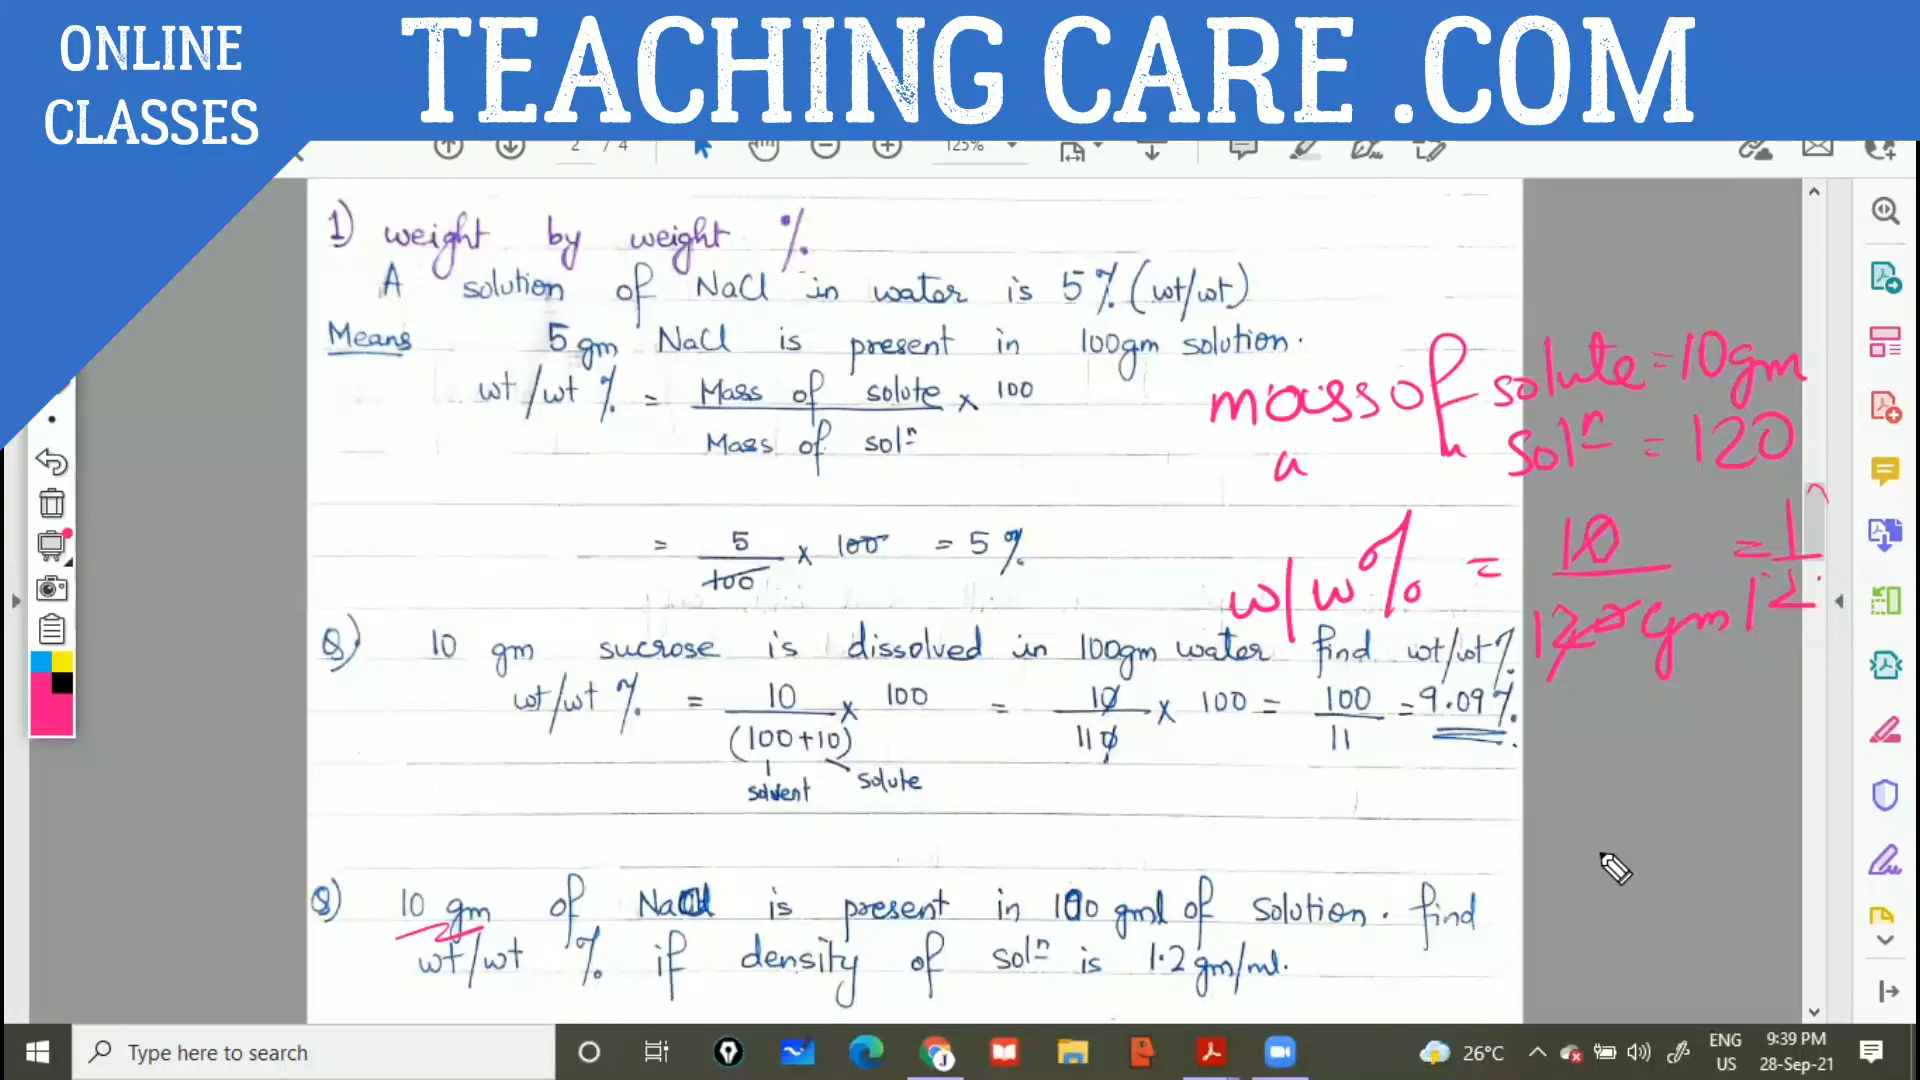 ONLINE
CLASSES
TEACHING CARE .COM
2 / 4
125%
1) weight by weight %
A solution of NaCl in water is 5% (wt/wt)
Means 5 gm NaCl is present in 100gm solution.
wt/wt % = Mass of solute × 100
Mass of solⁿ
mass of solute = 10gm
solⁿ = 120
= 5 × 100 = 5 %
100
w/w% = 10 = 1
120 gm 12
Q) 10 gm sucrose is dissolved in 100gm water find wt/wt %.
wt/wt % = 10 × 100 = 10 × 100 = 100 = 9.09 %.
(100+10) 110 11
solvent solute
Q) 10 gm of NaCl is present in 100 gml of solution. find
wt/wt % if density of solⁿ is 1.2 gm/ml.
Type here to search
26°C
ENG
US
9:39 PM
28-Sep-21